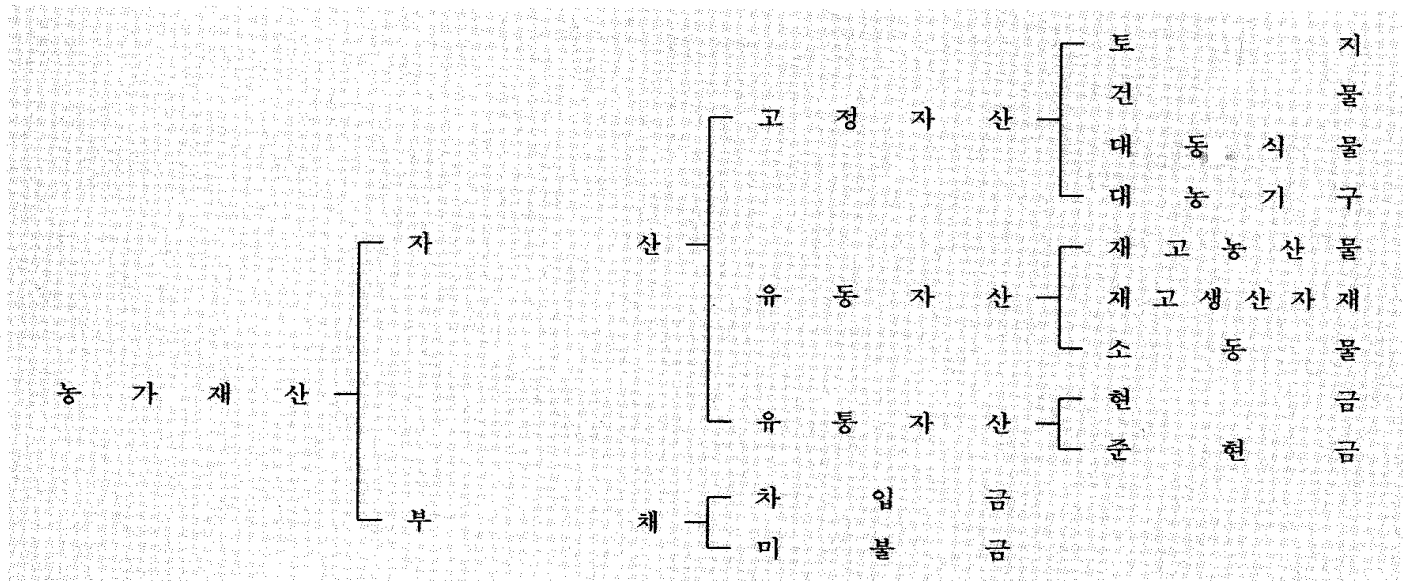 토지
고정자산 건물
대동식물
대농기구
자산 재고농산물
유동자산 재고생산자재
소동물
농가재산 현금
유통자산
준현금
차입금
부채
미불금